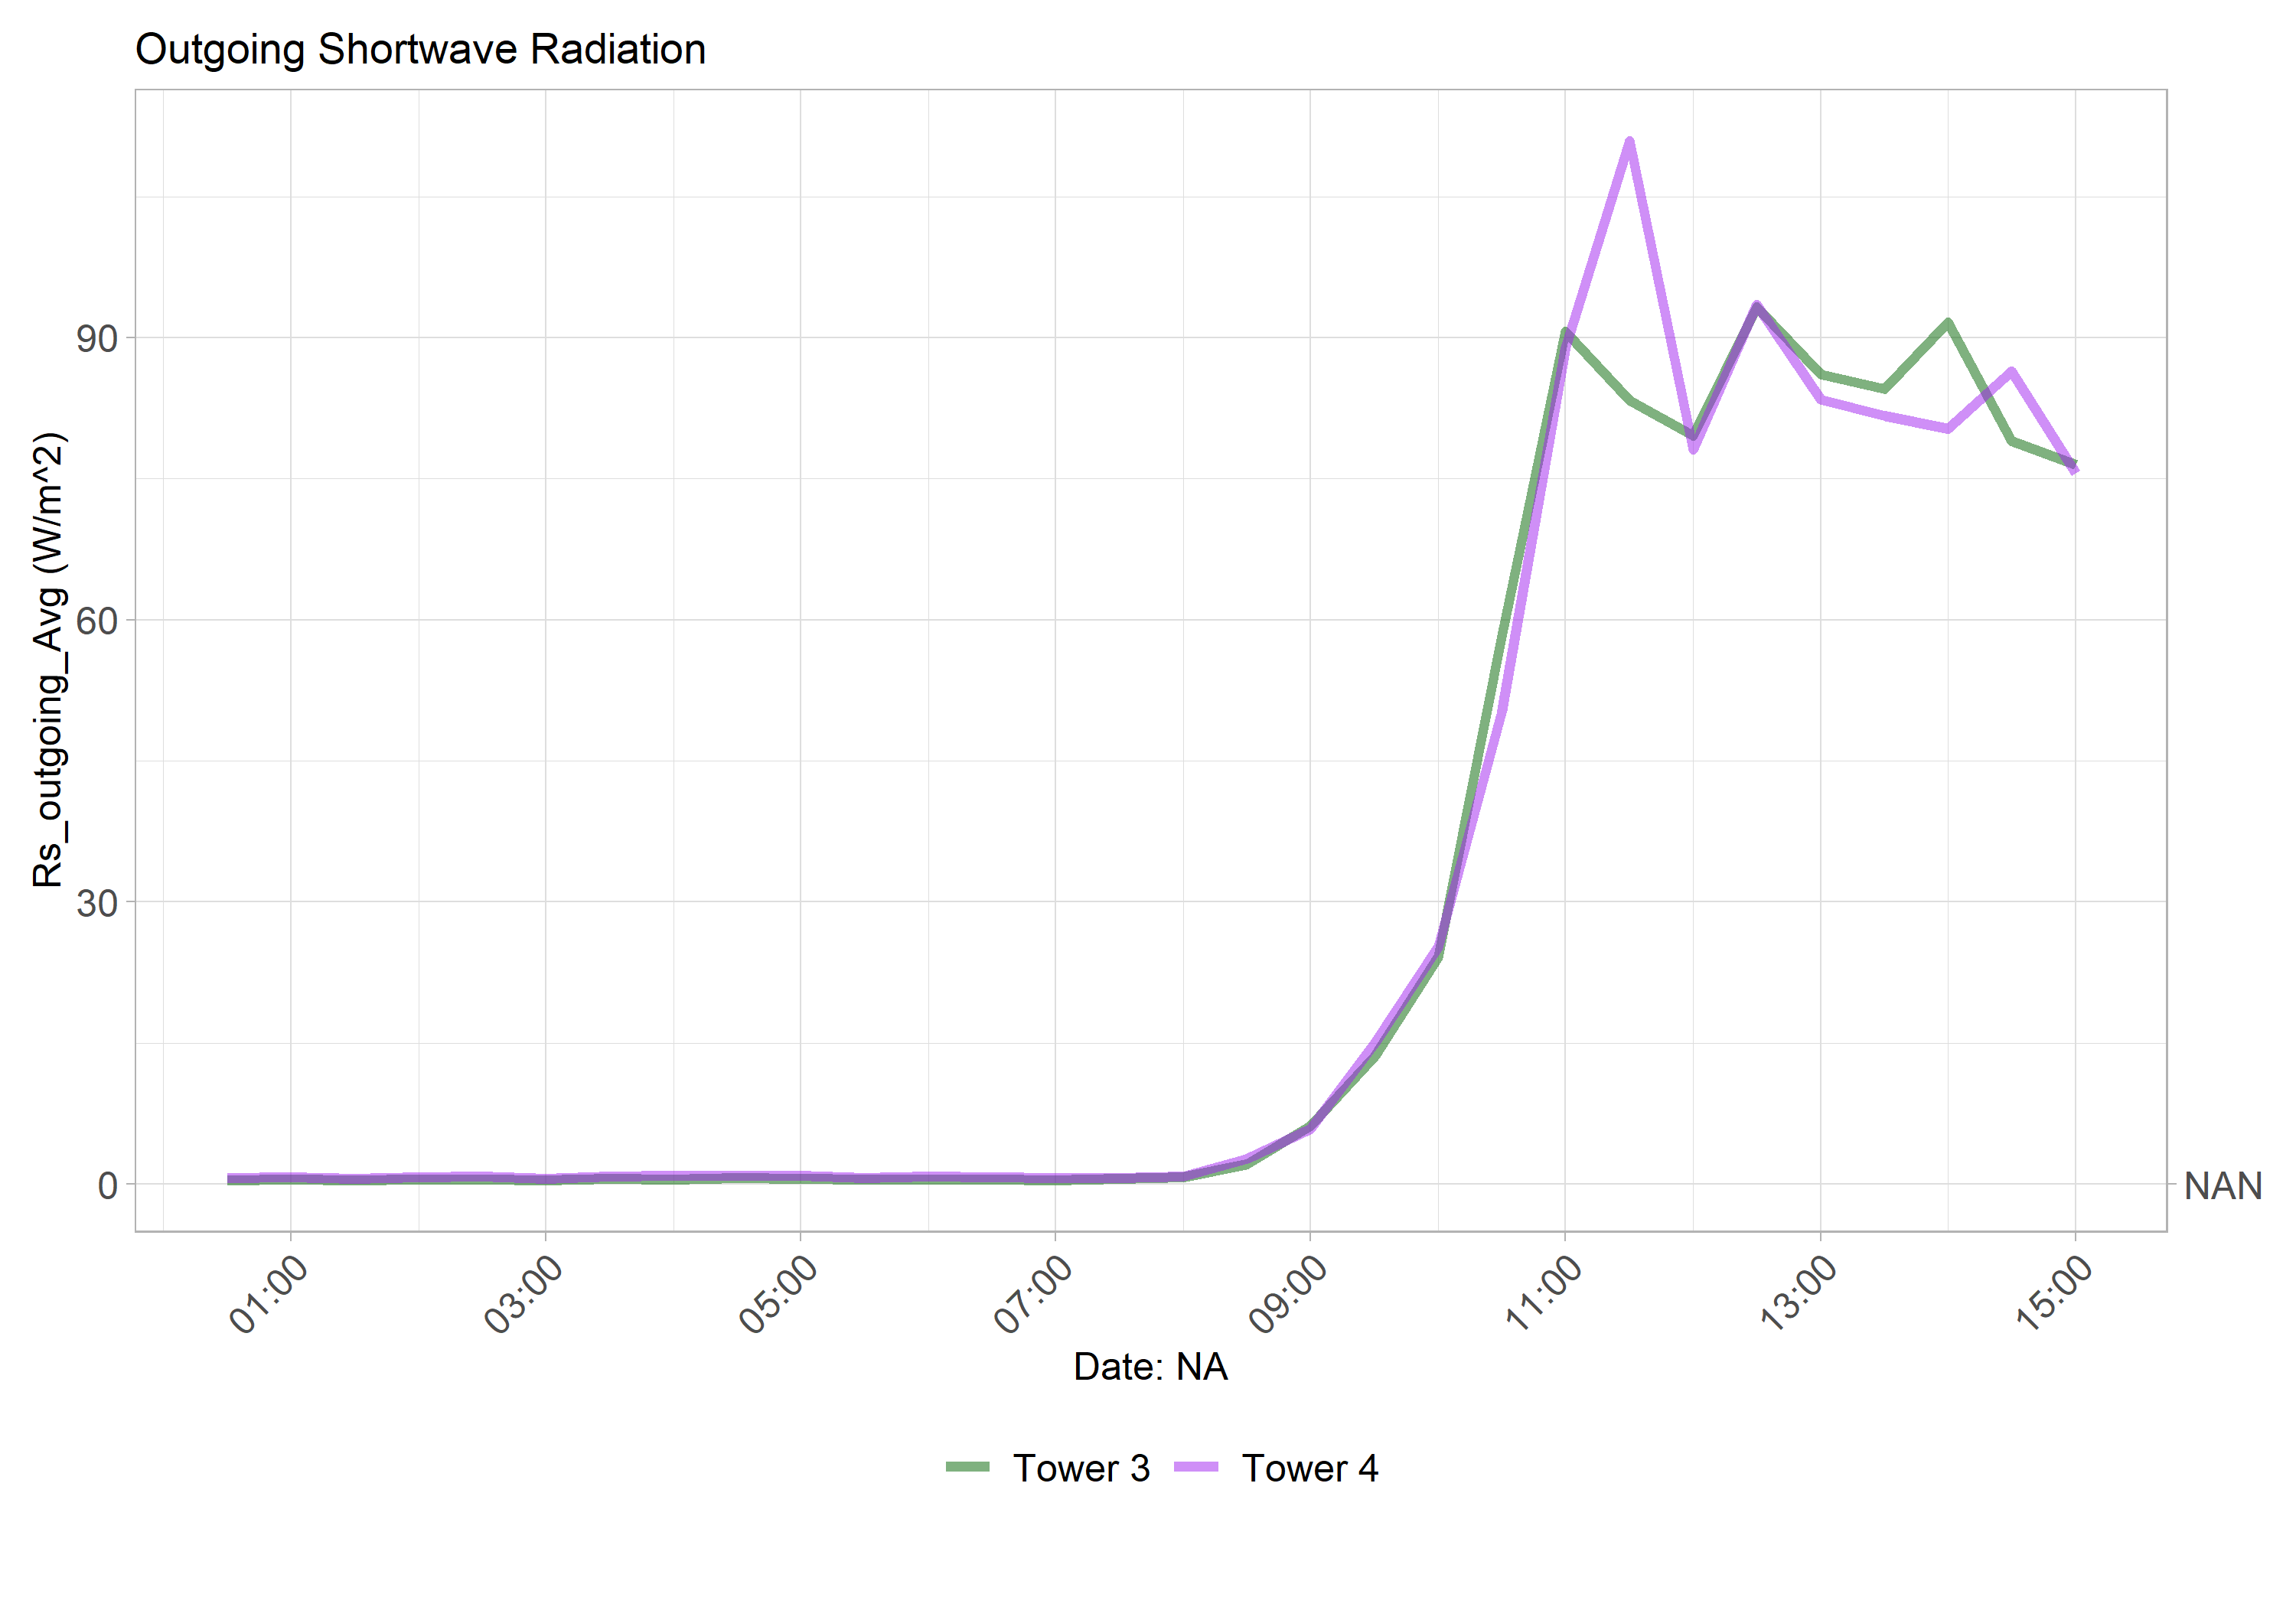 Outgoing Shortwave Radiation
Rs_outgoing_Avg (W/m^2)
90
60
30
0
NAN
01:00 03:00 05:00 07:00 09:00 11:00 13:00 15:00
Date: NA
Tower 3 Tower 4